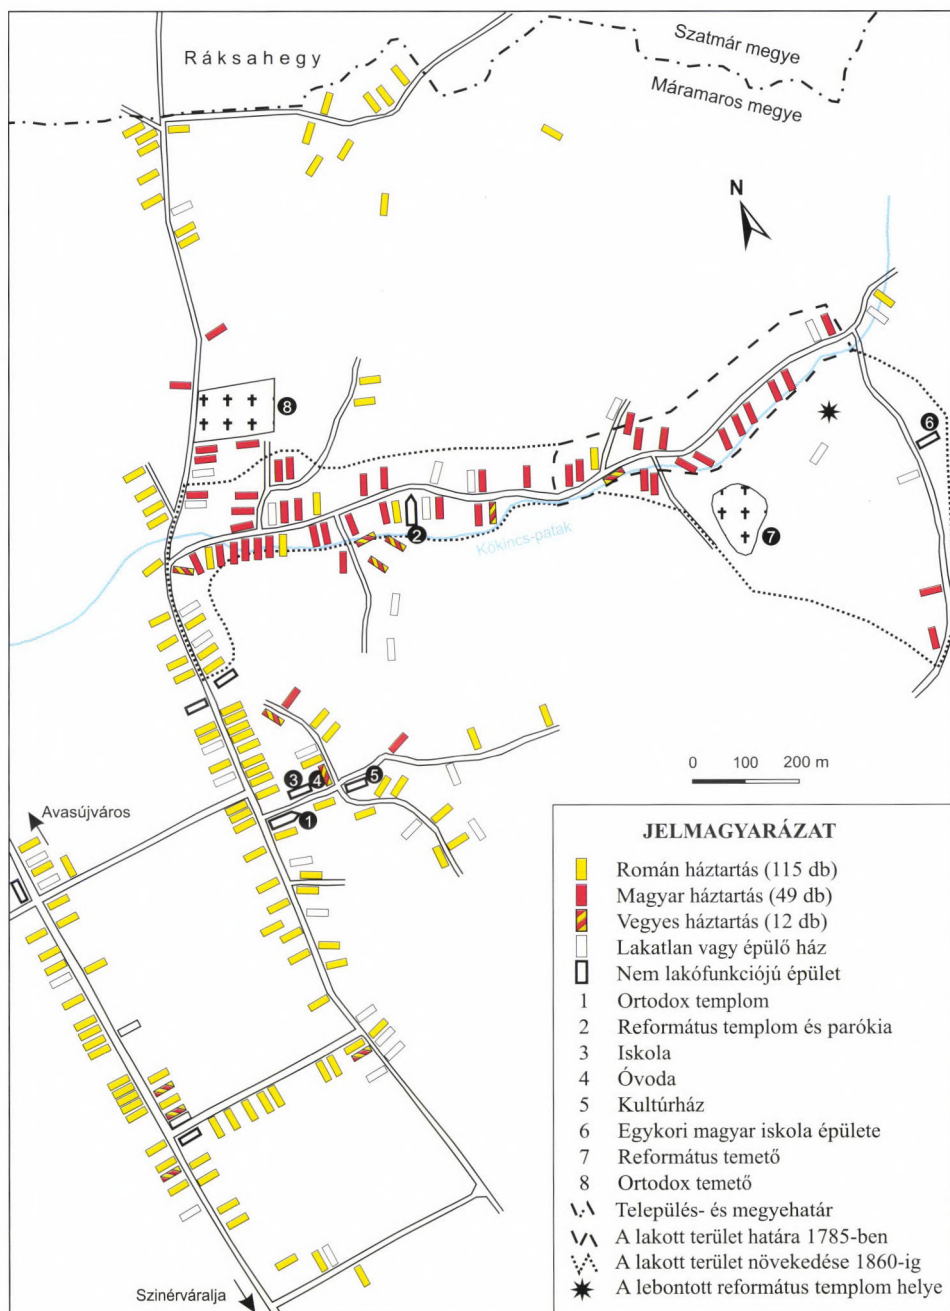 Ráksahegy
Szatmár megye
Máramaros megye
N
8
6
2
Kökincs-patak
7
3
4
5
1
0 100 200 m
Avasújváros
Szinérváralja
JELMAGYARÁZAT
Román háztartás (115 db)
Magyar háztartás (49 db)
Vegyes háztartás (12 db)
Lakatlan vagy épülő ház
Nem lakófunkciójú épület
1 Ortodox templom
2 Református templom és parókia
3 Iskola
4 Óvoda
5 Kultúrház
6 Egykori magyar iskola épülete
7 Református temető
8 Ortodox temető
Település- és megyehatár
A lakott terület határa 1785-ben
A lakott terület növekedése 1860-ig
A lebontott református templom helye